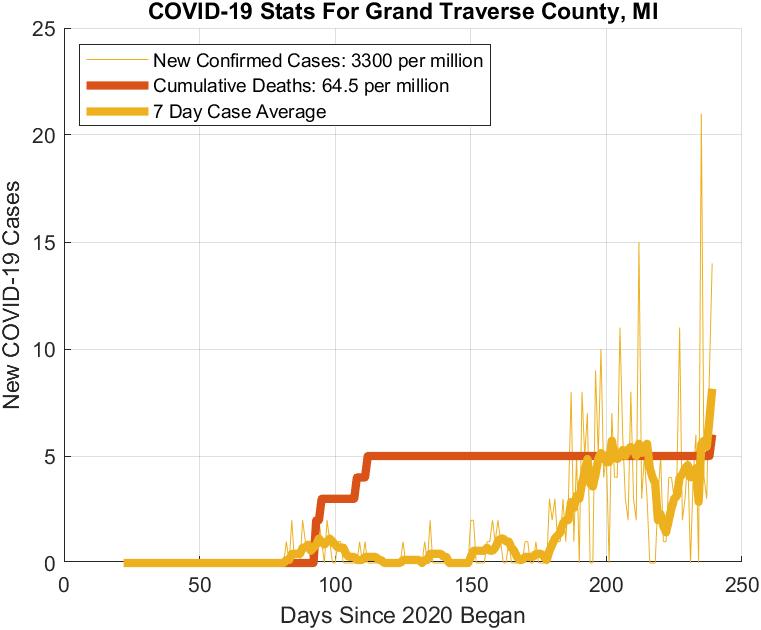 COVID-19 Stats For Grand Traverse County, MI
25
New Confirmed Cases: 3300 per million
Cumulative Deaths: 64.5 per million
7 Day Case Average
20
15
10
5
0
New COVID-19 Cases
0 50 100 150 200 250
Days Since 2020 Began